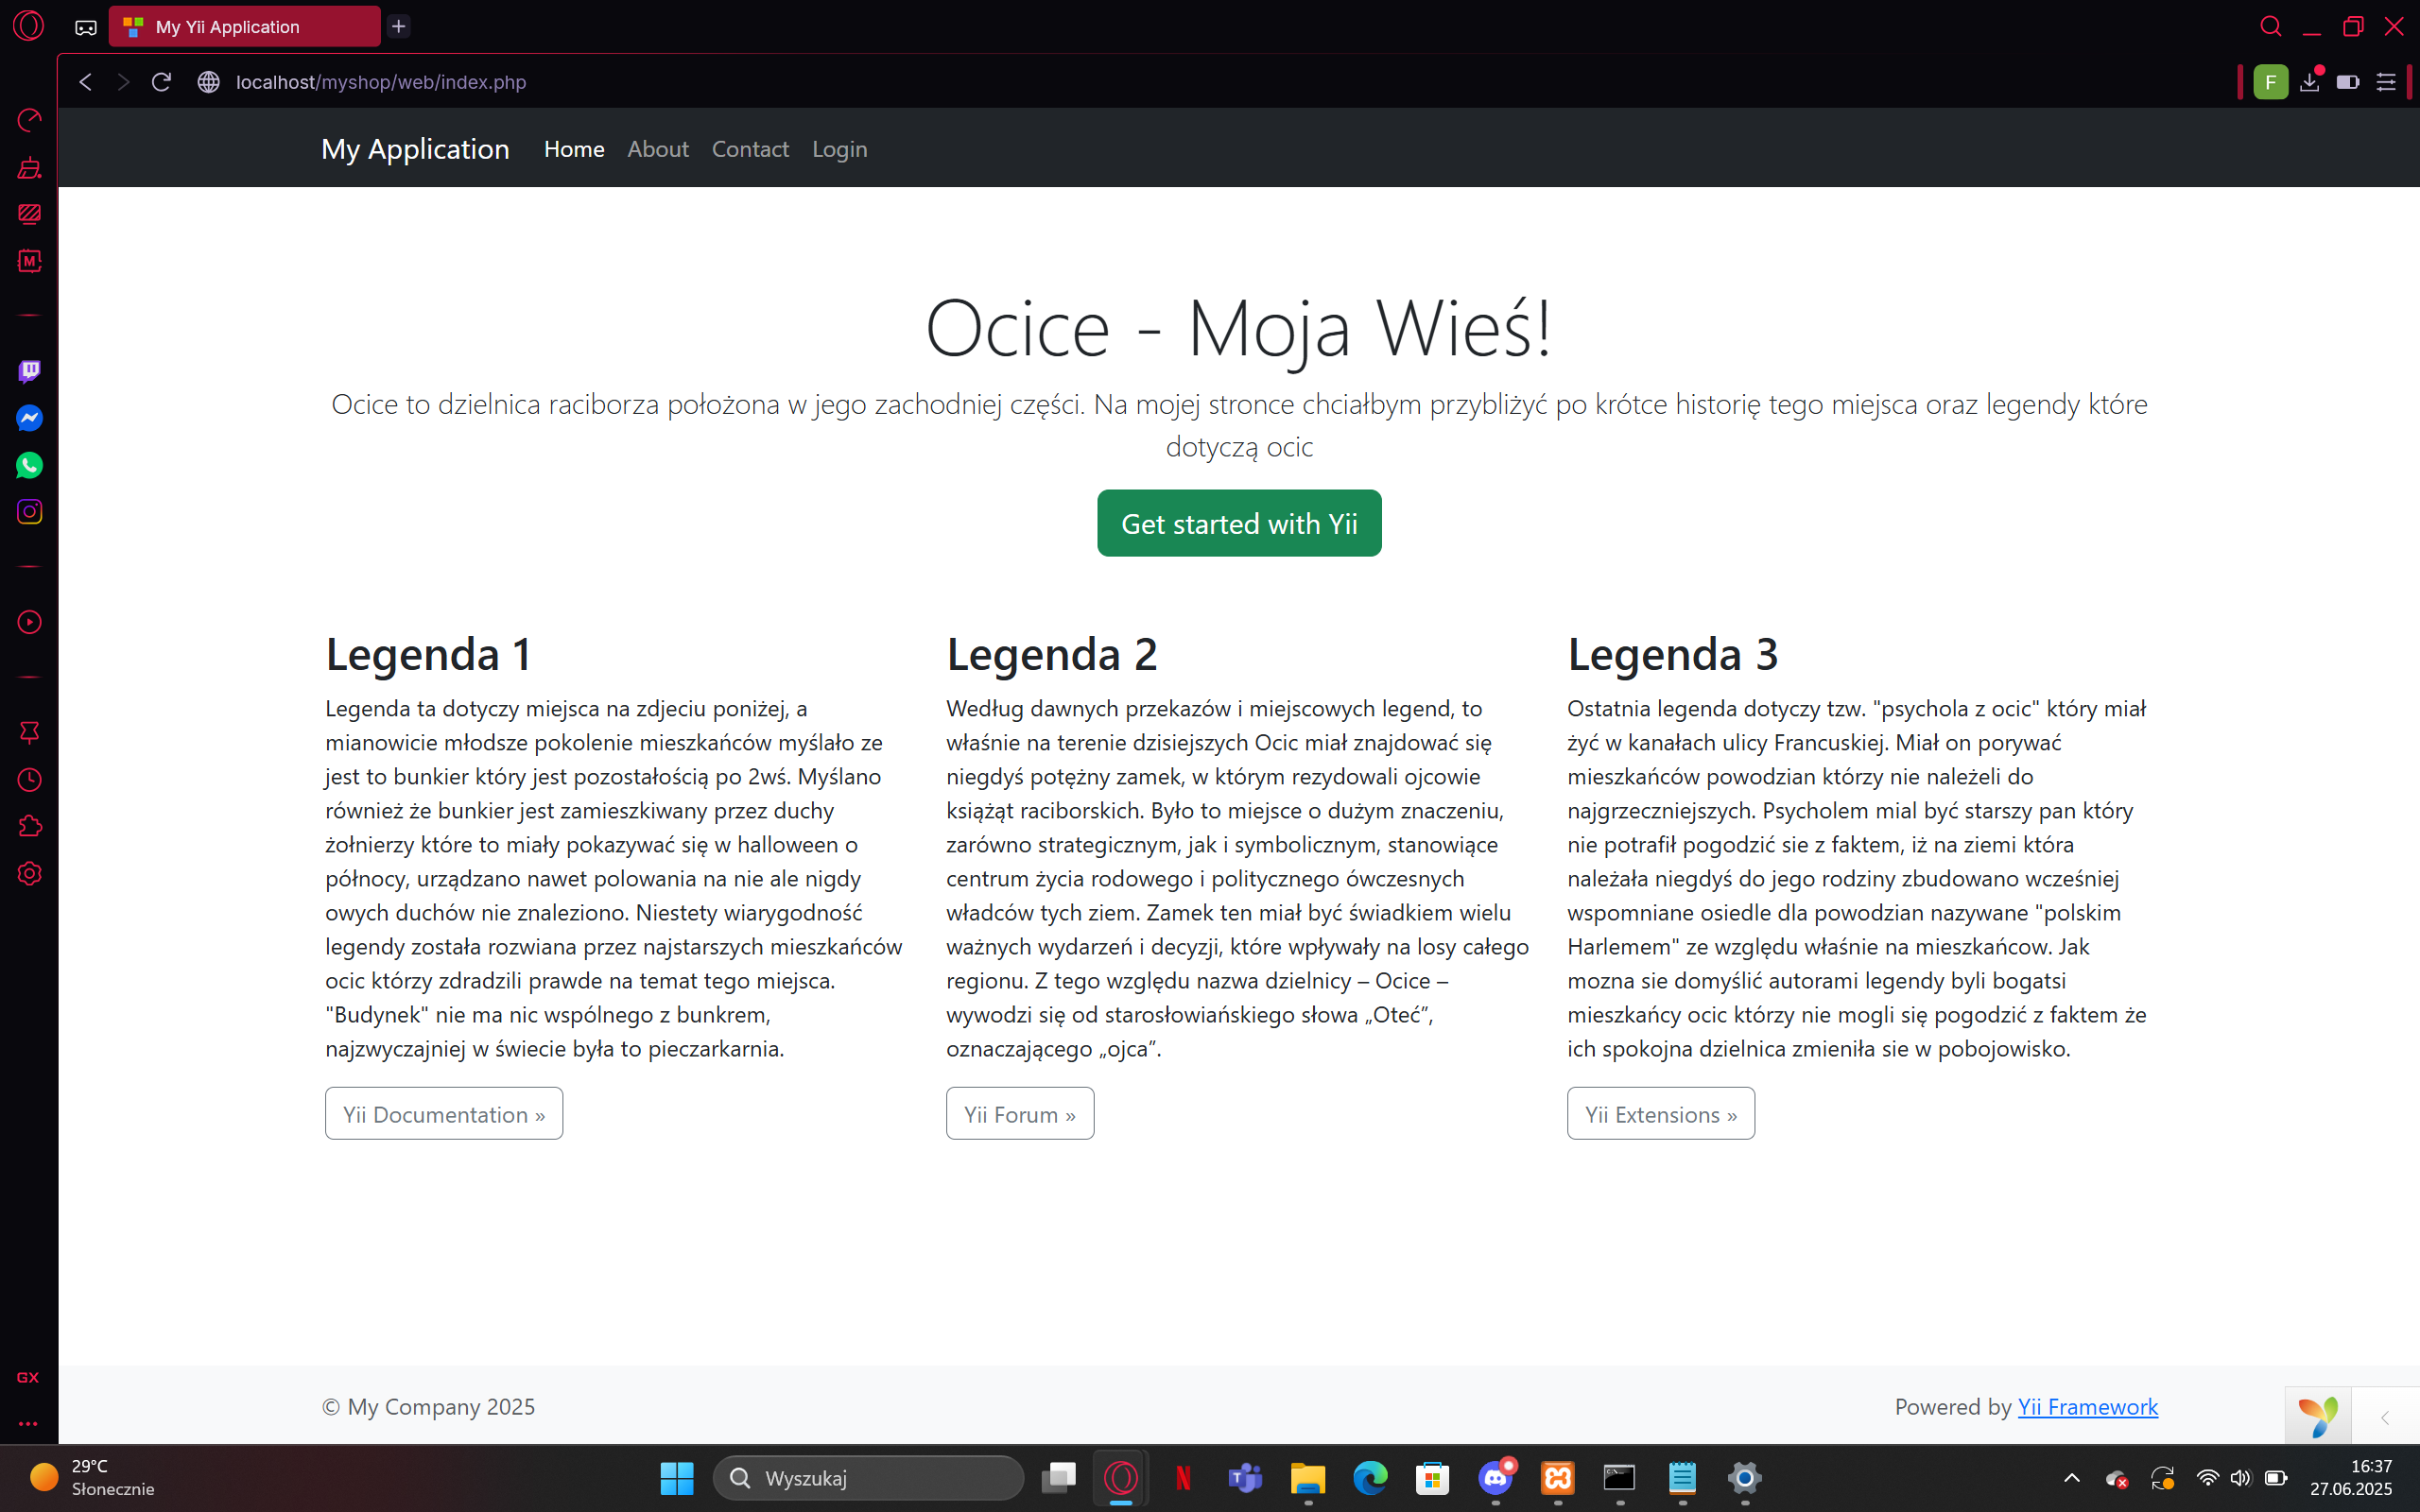 My Yii Application
localhost/myshop/web/index.php
F
M
My Application Home About Contact Login
Ocice - Moja Wieś!
Ocice to dzielnica raciborza położona w jego zachodniej części. Na mojej stronce chciałbym przybliżyć po krótce historię tego miejsca oraz legendy które
dotyczą ocic
Get started with Yii
Legenda 1
Legenda ta dotyczy miejsca na zdjeciu poniżej, a
mianowicie młodsze pokolenie mieszkańców myślało ze
jest to bunkier który jest pozostałością po 2wś. Myślano
również że bunkier jest zamieszkiwany przez duchy
żołnierzy które to miały pokazywać się w halloween o
północy, urządzano nawet polowania na nie ale nigdy
owych duchów nie znaleziono. Niestety wiarygodność
legendy została rozwiana przez najstarszych mieszkańców
ocic którzy zdradzili prawde na temat tego miejsca.
"Budynek" nie ma nic wspólnego z bunkrem,
najzwyczajniej w świecie była to pieczarkarnia.
Yii Documentation »
Legenda 2
Według dawnych przekazów i miejscowych legend, to
właśnie na terenie dzisiejszych Ocic miał znajdować się
niegdyś potężny zamek, w którym rezydowali ojcowie
książąt raciborskich. Było to miejsce o dużym znaczeniu,
zarówno strategicznym, jak i symbolicznym, stanowiące
centrum życia rodowego i politycznego ówczesnych
władców tych ziem. Zamek ten miał być świadkiem wielu
ważnych wydarzeń i decyzji, które wpływały na losy całego
regionu. Z tego względu nazwa dzielnicy – Ocice –
wywodzi się od starosłowiańskiego słowa „Oteć”,
oznaczającego „ojca”.
Yii Forum »
Legenda 3
Ostatnia legenda dotyczy tzw. "psychola z ocic" który miał
żyć w kanałach ulicy Francuskiej. Miał on porywać
mieszkańców powodzian którzy nie należeli do
najgrzeczniejszych. Psycholem mial być starszy pan który
nie potrafił pogodzić sie z faktem, iż na ziemi która
należała niegdyś do jego rodziny zbudowano wcześniej
wspomniane osiedle dla powodzian nazywane "polskim
Harlemem" ze względu właśnie na mieszkańcow. Jak
mozna sie domyślić autorami legendy byli bogatsi
mieszkańcy ocic którzy nie mogli się pogodzić z faktem że
ich spokojna dzielnica zmieniła sie w pobojowisko.
Yii Extensions »
GX
© My Company 2025
Powered by Yii Framework
29°C
Słonecznie
Wyszukaj
16:37
27.06.2025